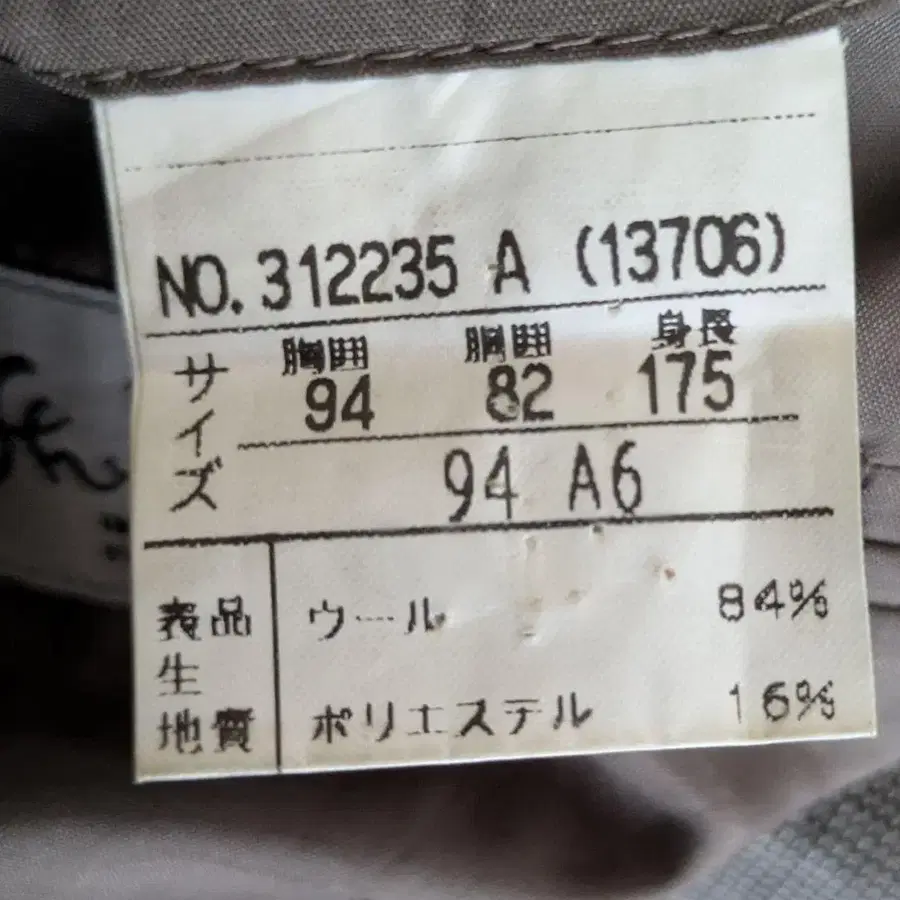 NO. 312235 A (13706)
サイズ
胸囲 胴囲 身長
94 82 175
94 A6
表生地 品質
ウール 84%
ポリエステル 16%